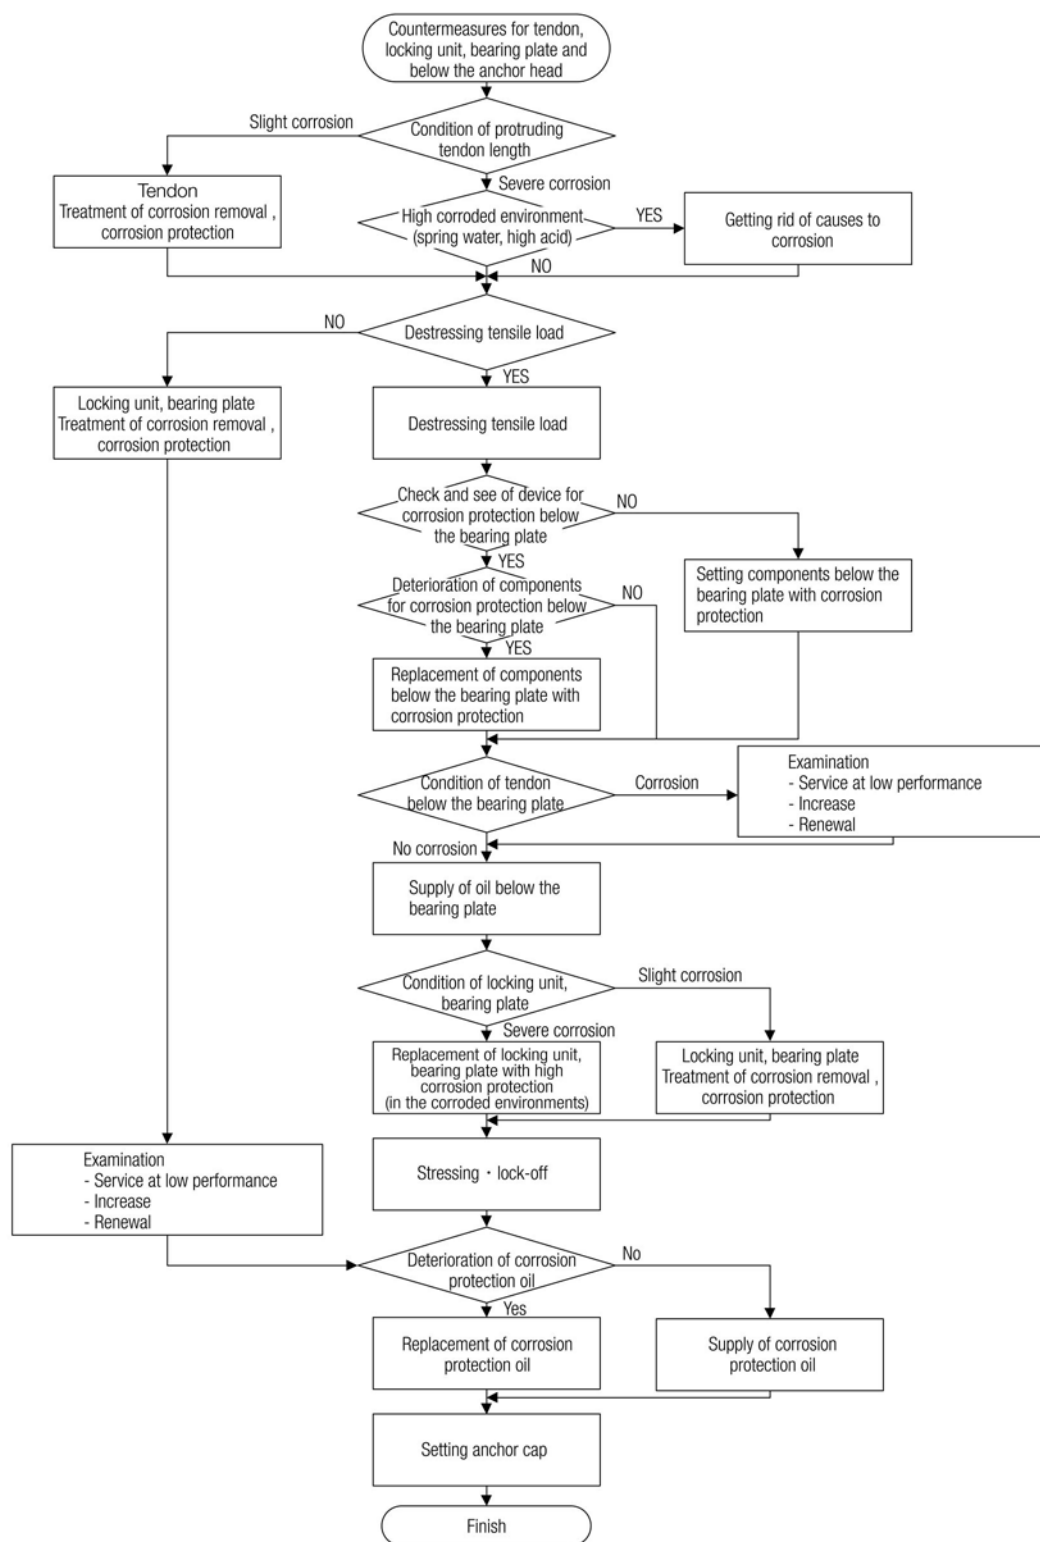 Countermeasures for tendon,
locking unit, bearing plate and
below the anchor head
Slight corrosion
Condition of protruding
tendon length
Severe corrosion
Tendon
Treatment of corrosion removal ,
corrosion protection
High corroded environment
(spring water, high acid)
YES
Getting rid of causes to
corrosion
NO
NO
Destressing tensile load
YES
Locking unit, bearing plate
Treatment of corrosion removal ,
corrosion protection
Destressing tensile load
Check and see of device for
corrosion protection below
the bearing plate
NO
YES
Setting components below the
bearing plate with corrosion
protection
Deterioration of components
for corrosion protection below
the bearing plate
NO
YES
Replacement of components
below the bearing plate with
corrosion protection
Condition of tendon
below the bearing plate
Corrosion
Examination
- Service at low performance
- Increase
- Renewal
No corrosion
Supply of oil below the
bearing plate
Condition of locking unit,
bearing plate
Slight corrosion
Severe corrosion
Replacement of locking unit,
bearing plate with high
corrosion protection
(in the corroded environments)
Locking unit, bearing plate
Treatment of corrosion removal ,
corrosion protection
Examination
- Service at low performance
- Increase
- Renewal
Stressing・lock-off
Deterioration of corrosion
protection oil
No
Yes
Replacement of corrosion
protection oil
Supply of corrosion
protection oil
Setting anchor cap
Finish